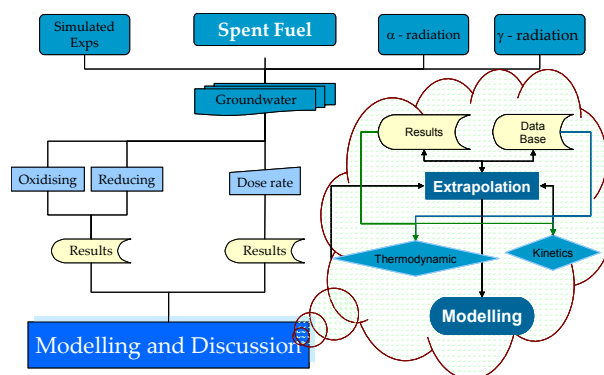 Simulated
Exps
Spent Fuel
α - radiation
γ - radiation
Groundwater
Results
Data
Base
Oxidising
Reducing
Dose rate
Extrapolation
Results
Results
Thermodynamic
Kinetics
Modelling
Modelling and Discussion